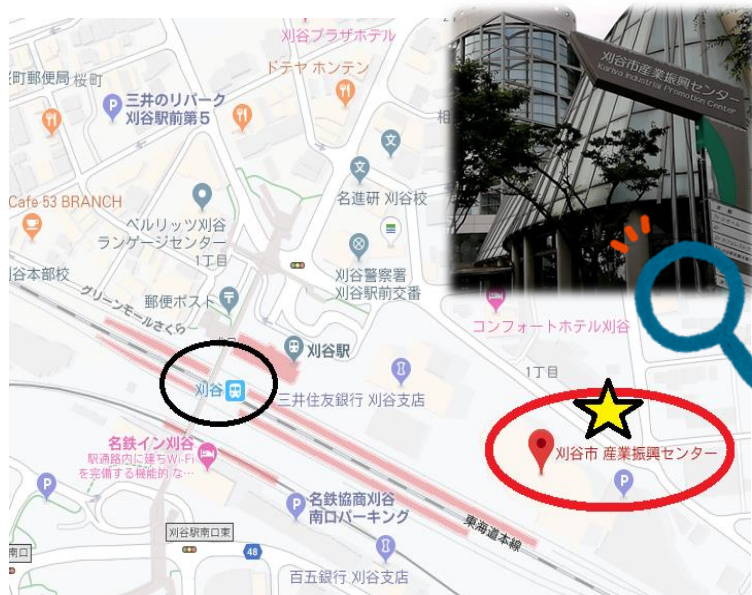 刈谷プラザホテル
ドテヤ ホンテン
町郵便局
桜町
三井のリパーク
刈谷駅前第5
刈谷市産業振興センター
Kariya Industrial Promotion Center
相
名進研 刈谷校
Cafe 53 BRANCH
ベルリッツ刈谷
ランゲージセンター
1丁目
刈谷警察署
刈谷駅前交番
谷本部校
グリーンモールさくら
郵便ポスト
コンフォートホテル刈谷
刈谷駅
1丁目
刈谷
三井住友銀行 刈谷支店
名鉄イン刈谷
駅通路内に建ちWi-Fi
を完備する機能的 な…
刈谷市 産業振興センター
名鉄協商刈谷
南口パーキング
東海道本線
刈谷駅南口東
南口
48
百五銀行 刈谷支店